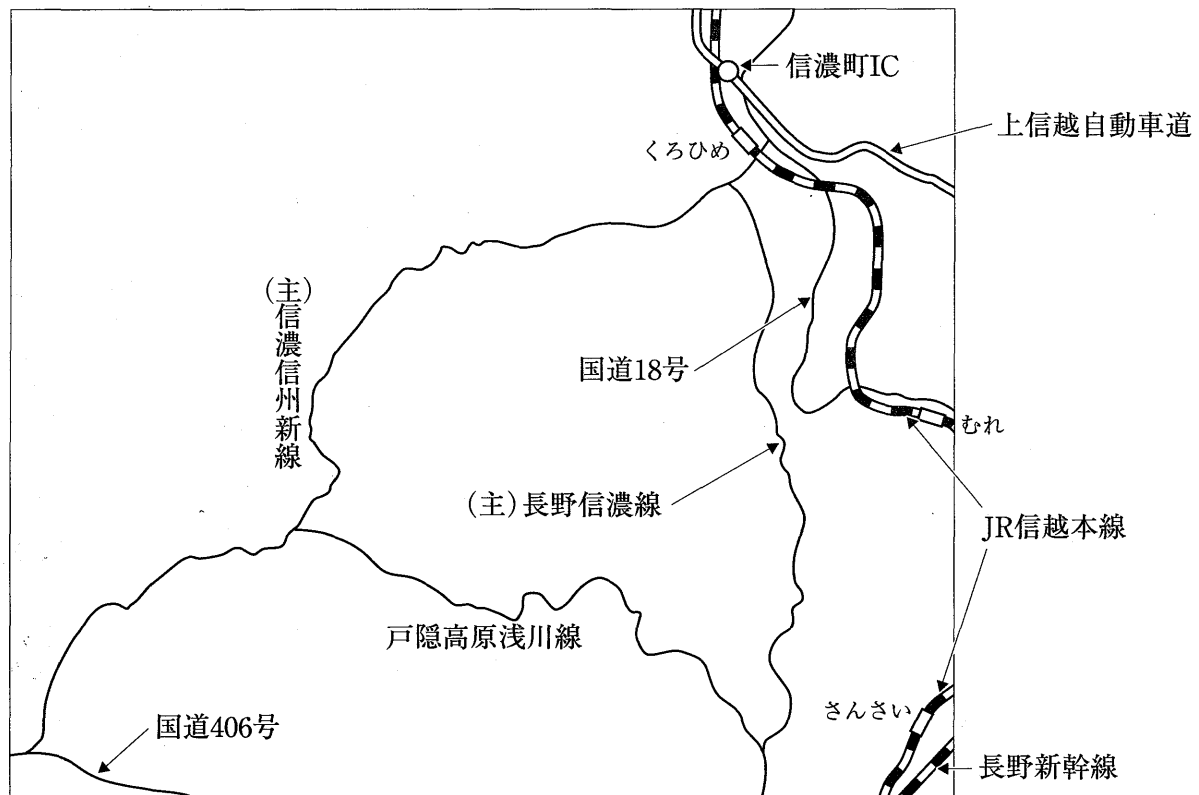 信濃町IC
上信越自動車道
くろひめ
(主)信濃信州新線
国道18号
むれ
(主)長野信濃線
JR信越本線
戸隠高原浅川線
さんさい
国道406号
長野新幹線